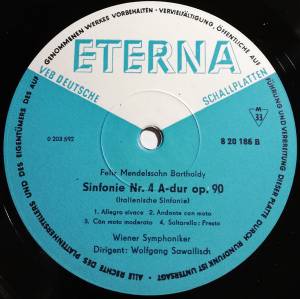 GENOMMENEN WERKES VORBEHALTEN · VERVIELFÄLTIGUNG, ÖFFENTLICHE AUF
FÜHRUNG UND VERBREITUNG DIESER PLATTE DURCH RUNDFUNK IST UNTERSAGT · ALLE RECHTE DES PLATTENHERSTELLERS UND DES EIGENTÜMERS DES AUF
ETERNA
VEB DEUTSCHE SCHALLPLATTEN
M
33
0 203 592
8 20 186 B
Felix Mendelssohn Bartholdy
Sinfonie Nr. 4 A-dur op. 90
(Italienische Sinfonie)
1. Allegro vivace 2. Andante con moto
3. Con moto moderato 4. Saltarello: Presto
Wiener Symphoniker
Dirigent: Wolfgang Sawallisch